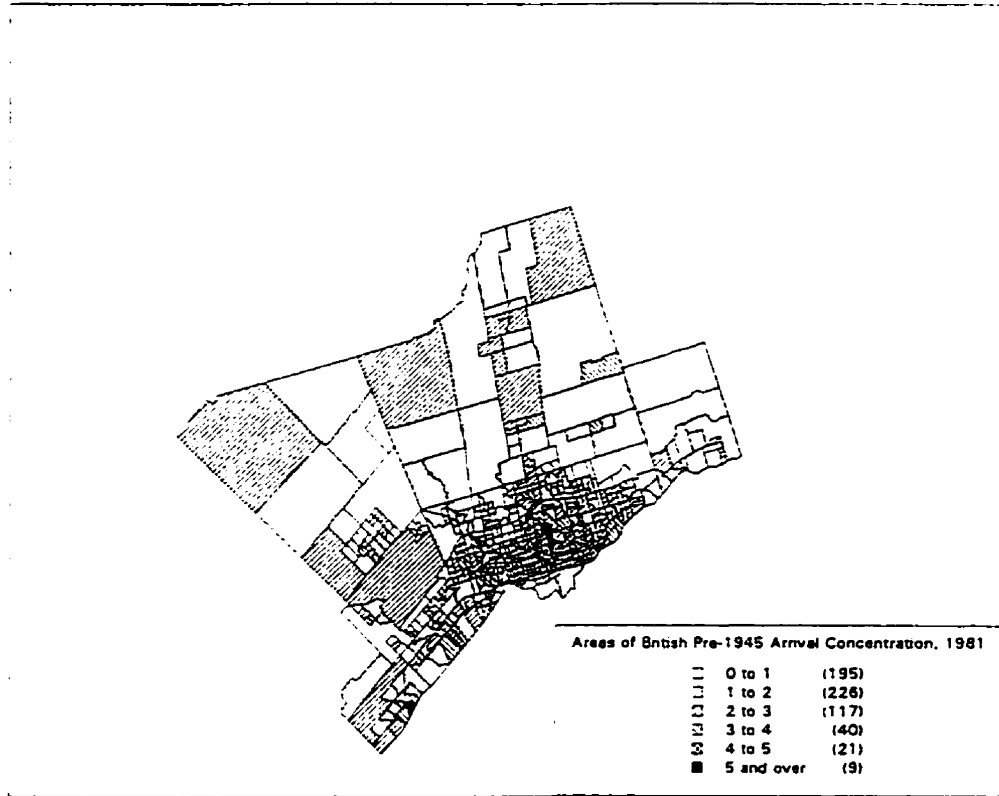 Areas of British Pre-1945 Arrival Concentration, 1981
0 to 1 (195)
1 to 2 (226)
2 to 3 (117)
3 to 4 (40)
4 to 5 (21)
5 and over (9)